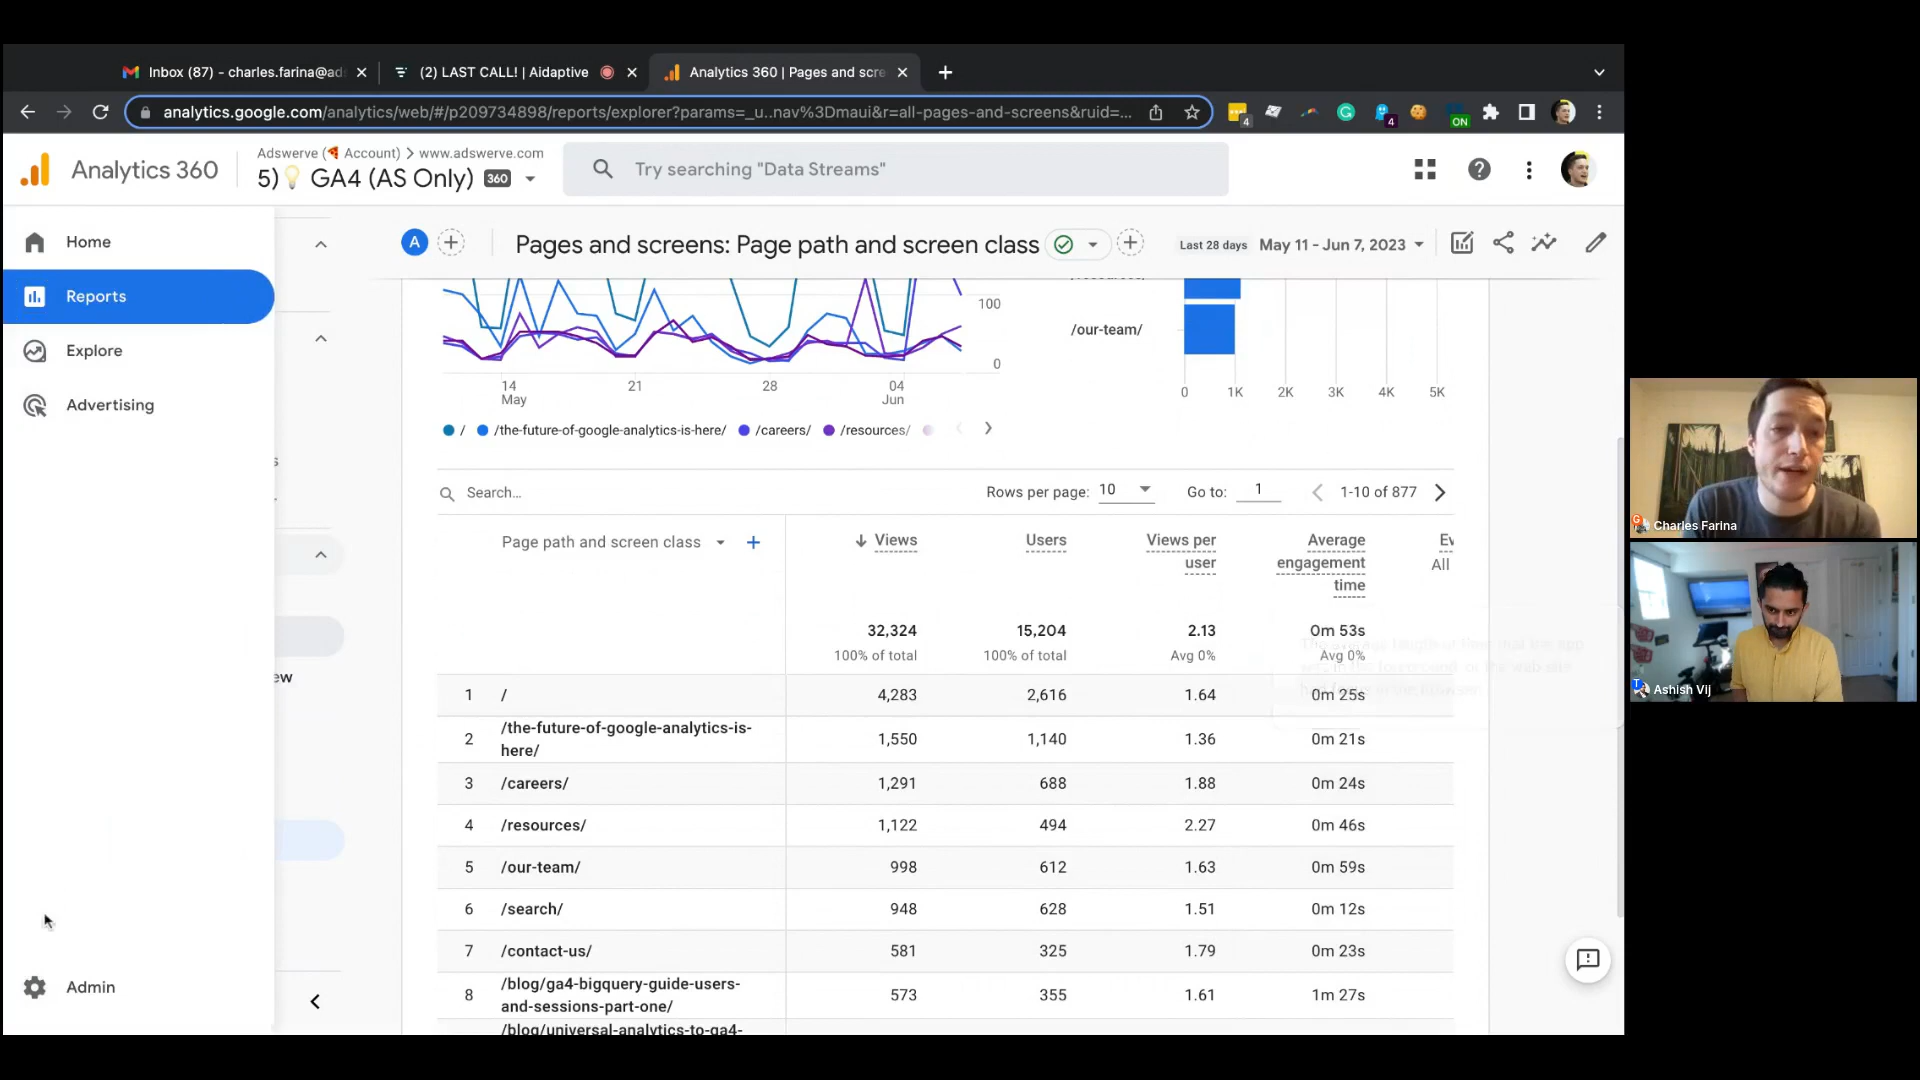 Inbox (87) - charles.farina@ad
(2) LAST CALL! | Aidaptive
Analytics 360 | Pages and scre
analytics.google.com/analytics/web/#/p209734898/reports/explorer?params=_u..nav%3Dmaui&r=all-pages-and-screens&ruid=...
4
4
ON
Analytics 360
Adswerve (🍕 Account) > www.adswerve.com
5)💡 GA4 (AS Only) 360
Try searching "Data Streams"
Home
Reports
Explore
Advertising
Admin
s
ew
A
Pages and screens: Page path and screen class
Last 28 days May 11 - Jun 7, 2023
100
0
14 May
21
28
04 Jun
/ /the-future-of-google-analytics-is-here/ /careers/ /resources/
/our-team/
0 1K 2K 3K 4K 5K
Search...
Rows per page: 10 Go to: 1 1-10 of 877
Page path and screen class
Views
Users
Views per user
Average engagement time
Ev
All
32,324 15,204 2.13 0m 53s
100% of total 100% of total Avg 0% Avg 0%
1 / 4,283 2,616 1.64 0m 25s
2 /the-future-of-google-analytics-is-here/ 1,550 1,140 1.36 0m 21s
3 /careers/ 1,291 688 1.88 0m 24s
4 /resources/ 1,122 494 2.27 0m 46s
5 /our-team/ 998 612 1.63 0m 59s
6 /search/ 948 628 1.51 0m 12s
7 /contact-us/ 581 325 1.79 0m 23s
8 /blog/ga4-bigquery-guide-users-and-sessions-part-one/ 573 355 1.61 1m 27s
/blog/universal-analytics-to-ga4-
Charles Farina
Ashish Vij